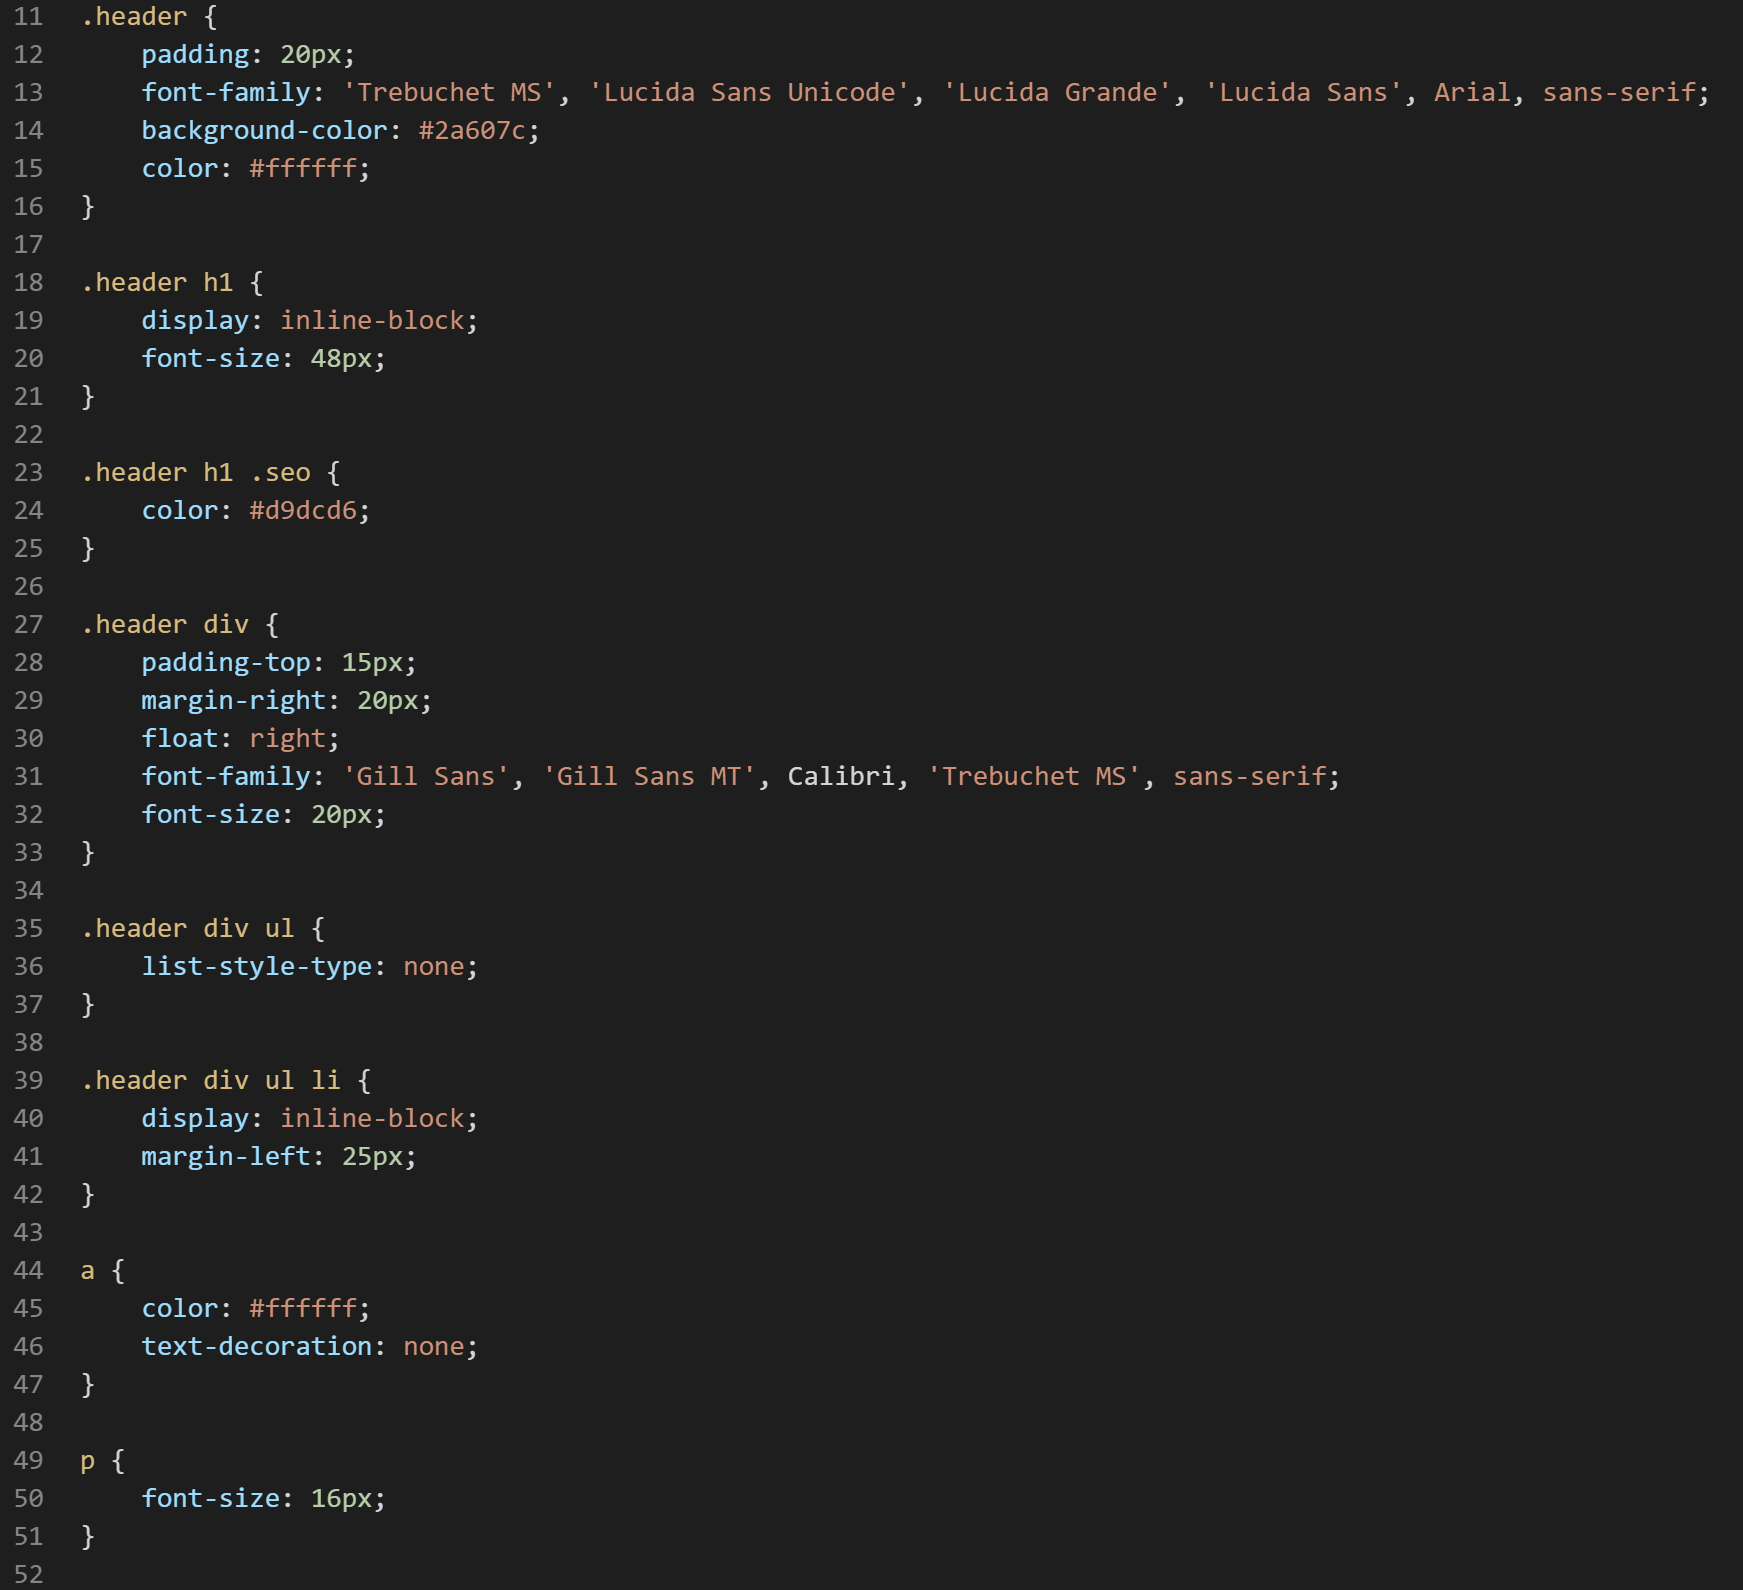 11 .header {
12     padding: 20px;
13     font-family: 'Trebuchet MS', 'Lucida Sans Unicode', 'Lucida Grande', 'Lucida Sans', Arial, sans-serif;
14     background-color: #2a607c;
15     color: #ffffff;
16 }
17
18 .header h1 {
19     display: inline-block;
20     font-size: 48px;
21 }
22
23 .header h1 .seo {
24     color: #d9dcd6;
25 }
26
27 .header div {
28     padding-top: 15px;
29     margin-right: 20px;
30     float: right;
31     font-family: 'Gill Sans', 'Gill Sans MT', Calibri, 'Trebuchet MS', sans-serif;
32     font-size: 20px;
33 }
34
35 .header div ul {
36     list-style-type: none;
37 }
38
39 .header div ul li {
40     display: inline-block;
41     margin-left: 25px;
42 }
43
44 a {
45     color: #ffffff;
46     text-decoration: none;
47 }
48
49 p {
50     font-size: 16px;
51 }
52